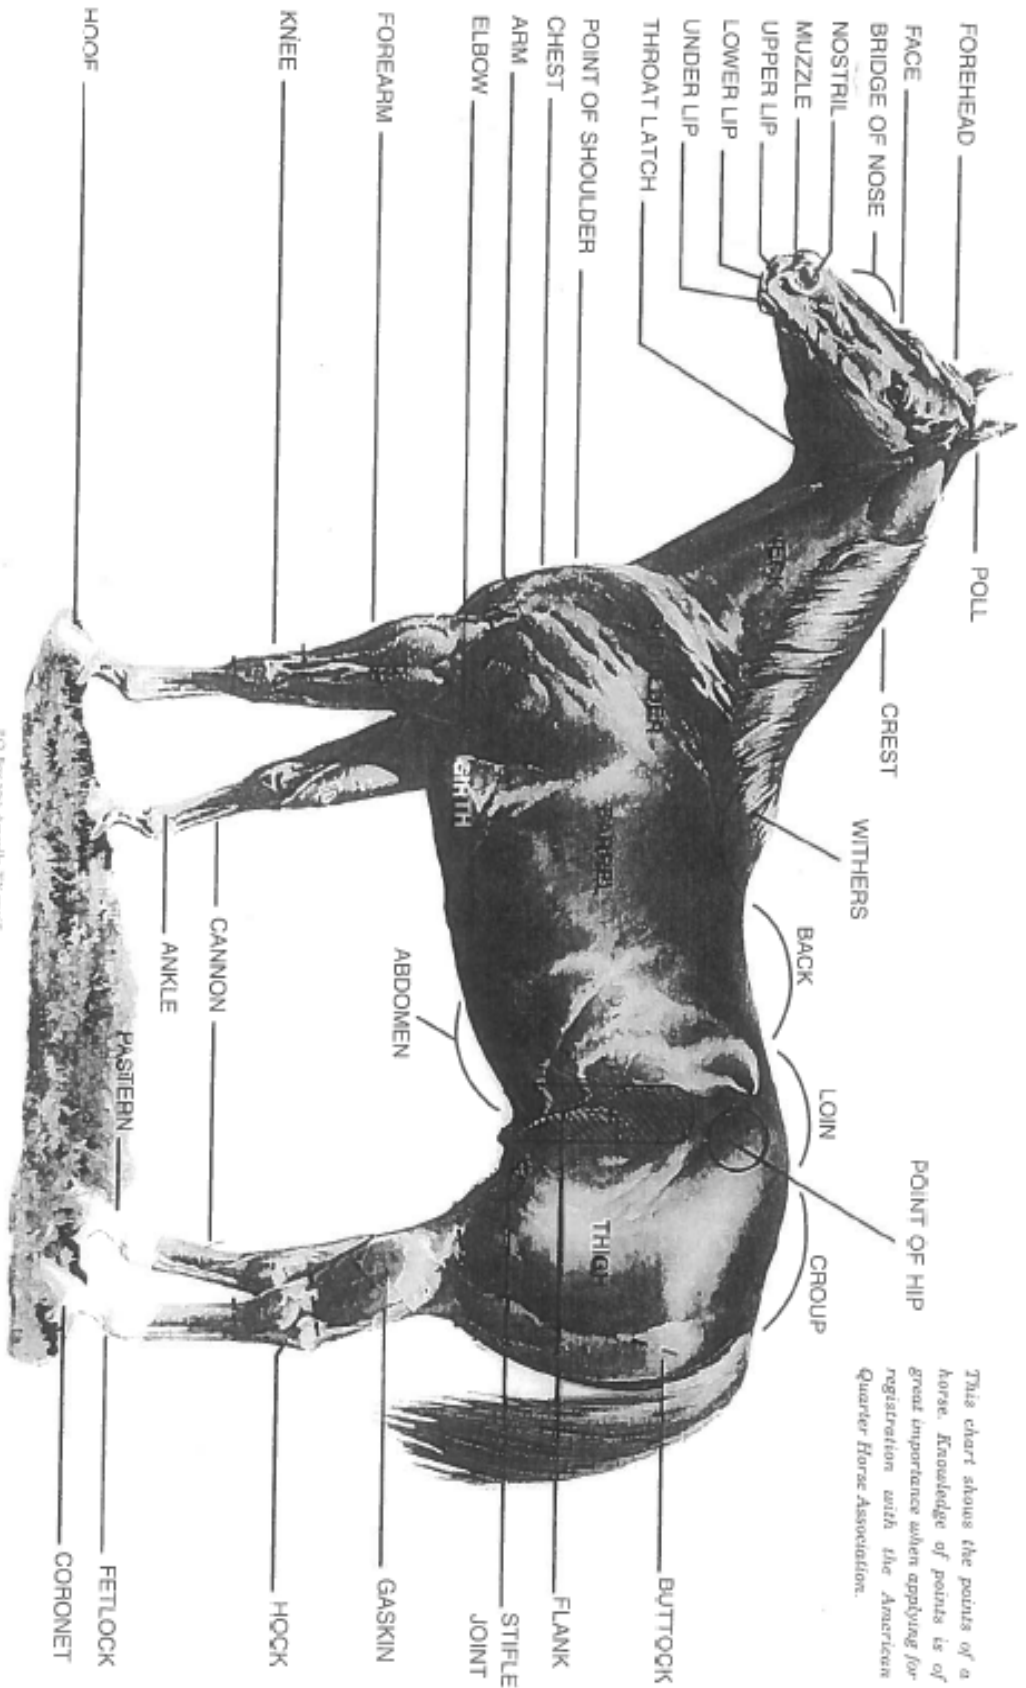 FOREHEAD
FACE
BRIDGE OF NOSE
NOSTRIL
MUZZLE
UPPER LIP
LOWER LIP
UNDER LIP
THROAT LATCH
POINT OF SHOULDER
CHEST
ARM
ELBOW
FOREARM
KNEE
HOOF
POLL
CREST
WITHERS
BACK
LOIN
POINT OF HIP
CROUP
This chart shows the points of a
horse. Knowledge of points is of
great importance when applying for
registration with the American
Quarter Horse Association.
NECK
SHOULDER
BARREL
GIRTH
THIGH
ABDOMEN
CANNON
ANKLE
PASTERN
BUTTOCK
FLANK
STIFLE
JOINT
GASKIN
HOCK
FETLOCK
CORONET